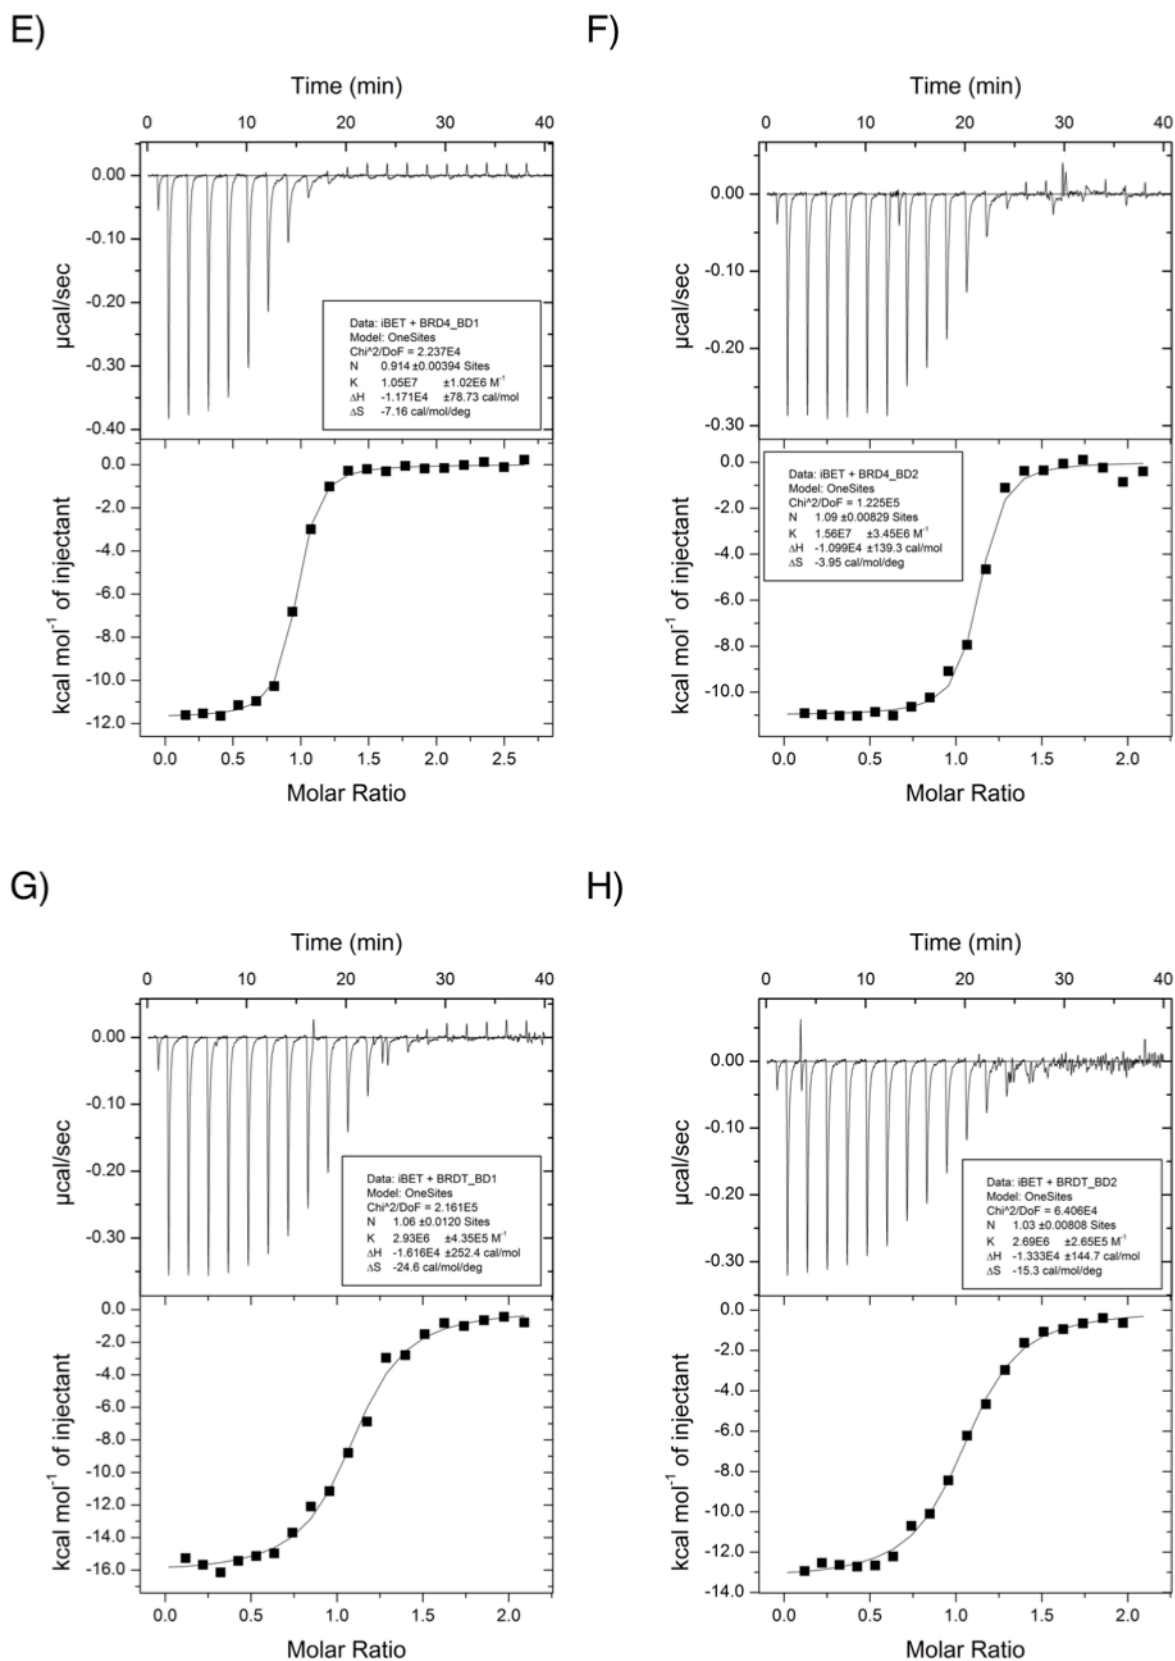 E)
Time (min)
0 10 20 30 40
µcal/sec
0.00
-0.10
-0.20
-0.30
-0.40
Data: iBET + BRD4_BD1
Model: OneSites
Chi^2/DoF = 2.237E4
N 0.914 ±0.00394 Sites
K 1.05E7 ±1.02E6 M⁻¹
ΔH -1.171E4 ±78.73 cal/mol
ΔS -7.16 cal/mol/deg
kcal mol⁻¹ of injectant
0.0
-2.0
-4.0
-6.0
-8.0
-10.0
-12.0
0.0 0.5 1.0 1.5 2.0 2.5
Molar Ratio
F)
Time (min)
0 10 20 30 40
µcal/sec
0.00
-0.10
-0.20
-0.30
kcal mol⁻¹ of injectant
0.0
-2.0
-4.0
-6.0
-8.0
-10.0
Data: iBET + BRD4_BD2
Model: OneSites
Chi^2/DoF = 1.225E5
N 1.09 ±0.00829 Sites
K 1.56E7 ±3.45E6 M⁻¹
ΔH -1.099E4 ±139.3 cal/mol
ΔS -3.95 cal/mol/deg
0.0 0.5 1.0 1.5 2.0
Molar Ratio
G)
Time (min)
0 10 20 30 40
µcal/sec
0.00
-0.10
-0.20
-0.30
Data: iBET + BRDT_BD1
Model: OneSites
Chi^2/DoF = 2.161E5
N 1.06 ±0.0120 Sites
K 2.93E6 ±4.35E5 M⁻¹
ΔH -1.616E4 ±252.4 cal/mol
ΔS -24.6 cal/mol/deg
kcal mol⁻¹ of injectant
0.0
-2.0
-4.0
-6.0
-8.0
-10.0
-12.0
-14.0
-16.0
0.0 0.5 1.0 1.5 2.0
Molar Ratio
H)
Time (min)
0 10 20 30 40
µcal/sec
0.00
-0.10
-0.20
-0.30
Data: iBET + BRDT_BD2
Model: OneSites
Chi^2/DoF = 6.406E4
N 1.03 ±0.00808 Sites
K 2.69E6 ±2.65E5 M⁻¹
ΔH -1.333E4 ±144.7 cal/mol
ΔS -15.3 cal/mol/deg
kcal mol⁻¹ of injectant
0.0
-2.0
-4.0
-6.0
-8.0
-10.0
-12.0
-14.0
0.0 0.5 1.0 1.5 2.0
Molar Ratio